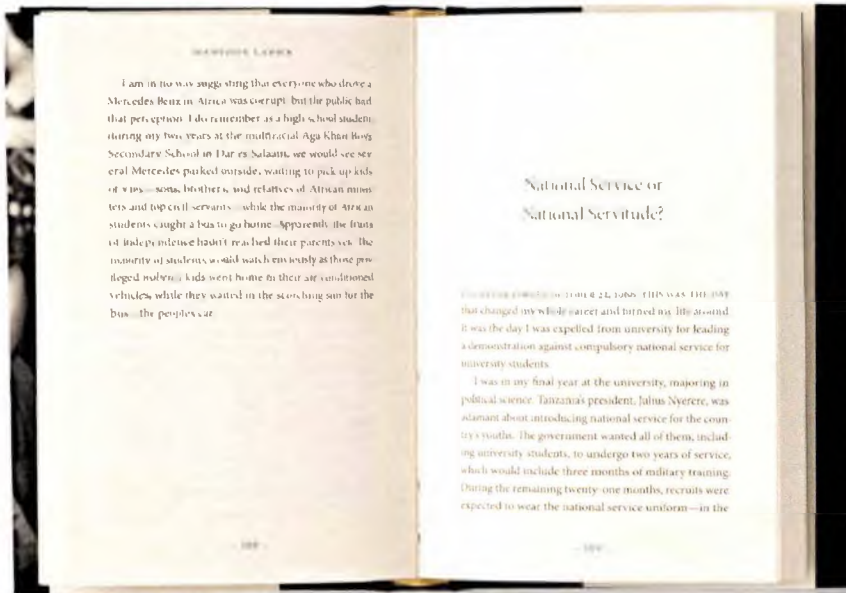 I am in no way suggesting that everyone who drove a
Mercedes Benz in Africa was corrupt, but the public had
that perception. I do remember as a high school student
during my two years at the multiracial Aga Khan Boys
Secondary School in Dar es Salaam, we would see sev
eral Mercedes parked outside, waiting to pick up kids
of sons, brothers, and relatives of African minis
ters and top civil servants while the majority of African
students caught a bus to go home. Apparently the fruits
of independence hadn't reached their parents yet. The
majority of students would watch enviously as those priv
ileged kids went home in their air conditioned
vehicles, while they waited in the scorching sun for the
bus the peoples car
National Service or
National Servitude?
THIS WAS THE DAY
that changed my whole career and turned my life around
it was the day I was expelled from university for leading
a demonstration against compulsory national service for
university students.
I was in my final year at the university, majoring in
political science. Tanzania's president, Julius Nyerere, was
adamant about introducing national service for the coun-
try's youths. The government wanted all of them, includ-
ing university students, to undergo two years of service,
which would include three months of military training.
During the remaining twenty-one months, recruits were
expected to wear the national service uniform—in the